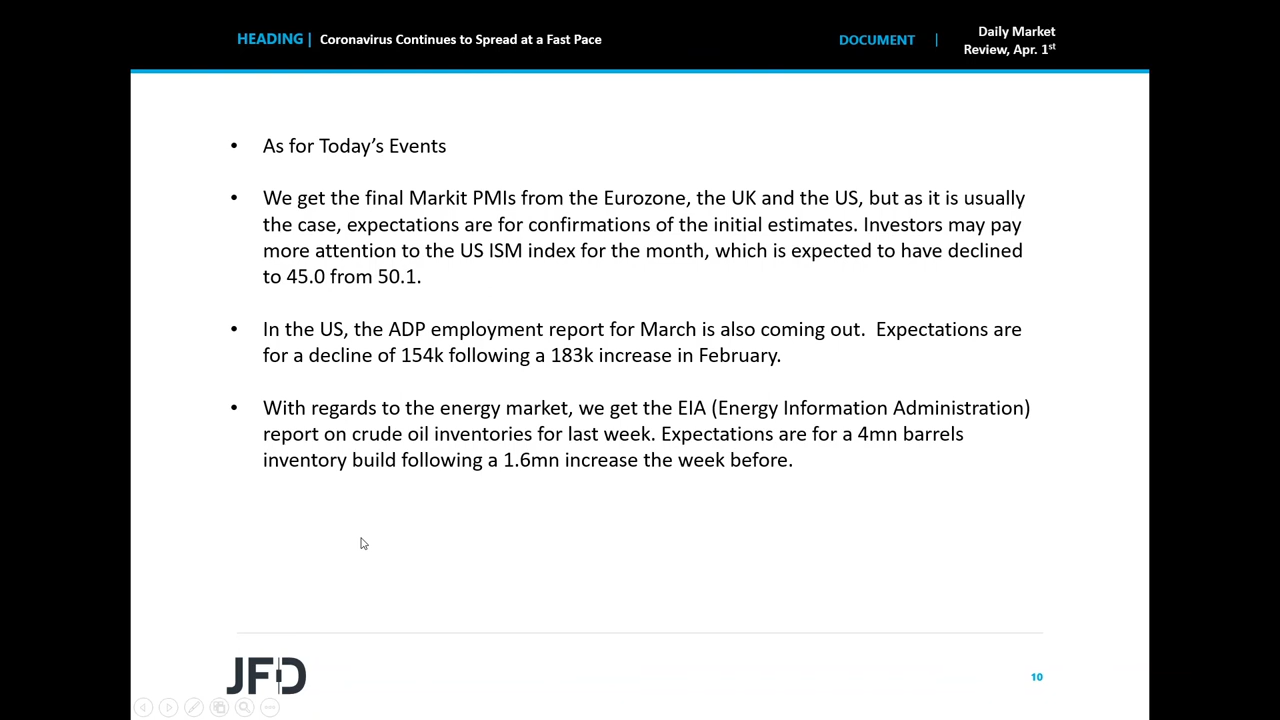 HEADING | Coronavirus Continues to Spread at a Fast Pace
DOCUMENT | Daily Market
Review, Apr. 1st
• As for Today’s Events
• We get the final Markit PMIs from the Eurozone, the UK and the US, but as it is usually
the case, expectations are for confirmations of the initial estimates. Investors may pay
more attention to the US ISM index for the month, which is expected to have declined
to 45.0 from 50.1.
• In the US, the ADP employment report for March is also coming out.  Expectations are
for a decline of 154k following a 183k increase in February.
• With regards to the energy market, we get the EIA (Energy Information Administration)
report on crude oil inventories for last week. Expectations are for a 4mn barrels
inventory build following a 1.6mn increase the week before.
JFD
10